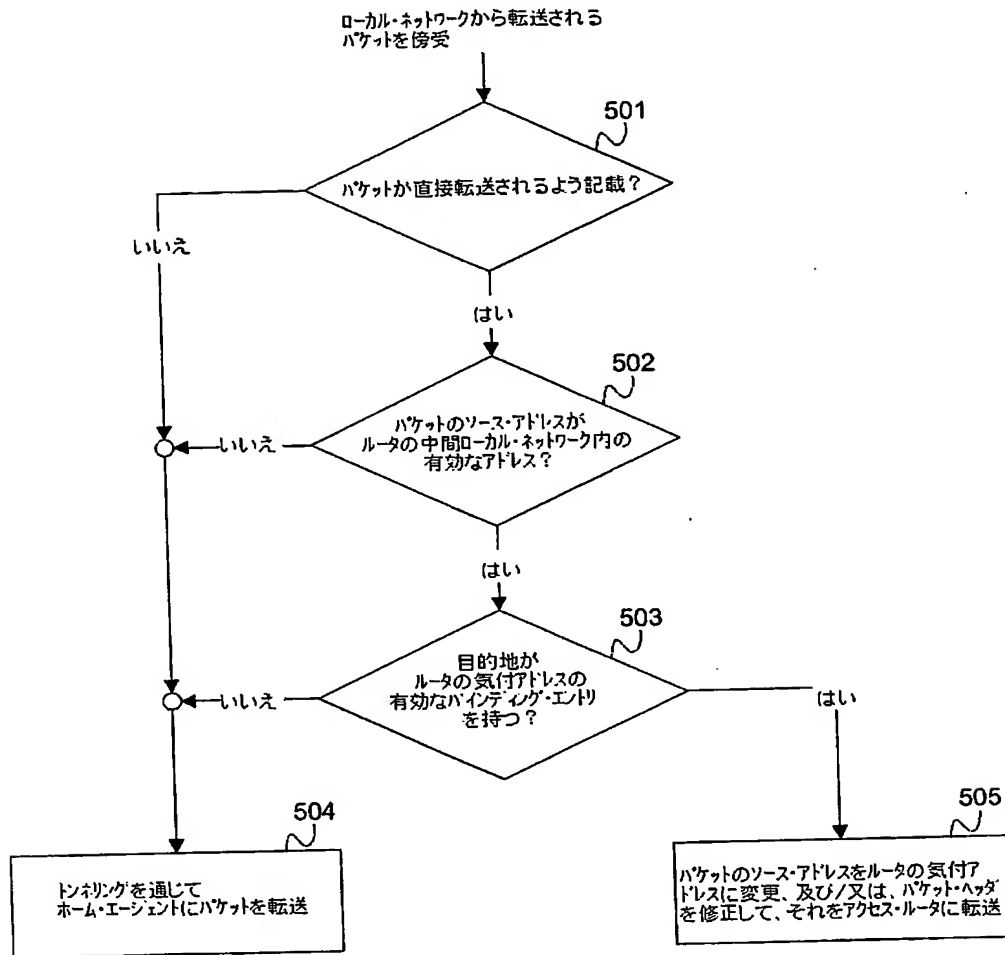 ローカル・ネットワークから転送される
パケットを傍受
501
パケットが直接転送されるよう記載？
いいえ
はい
502
パケットのソース・アドレスが
ルータの中間ローカル・ネットワーク内の
有効なアドレス？
いいえ
はい
503
目的地が
ルータの気付アドレスの
有効なバインディング・エントリ
を持つ？
いいえ
はい
504
トンネリングを通じて
ホーム・エージェントにパケットを転送
505
パケットのソース・アドレスをルータの気付ア
ドレスに変更、及び/又は、パケット・ヘッダ
を修正して、それをアクセス・ルータに転送